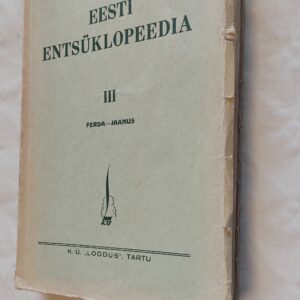 EESTI
ENTSÜKLOPEEDIA
III
FERDA—JAANUS
K.Ü. „LOODUS", TARTU